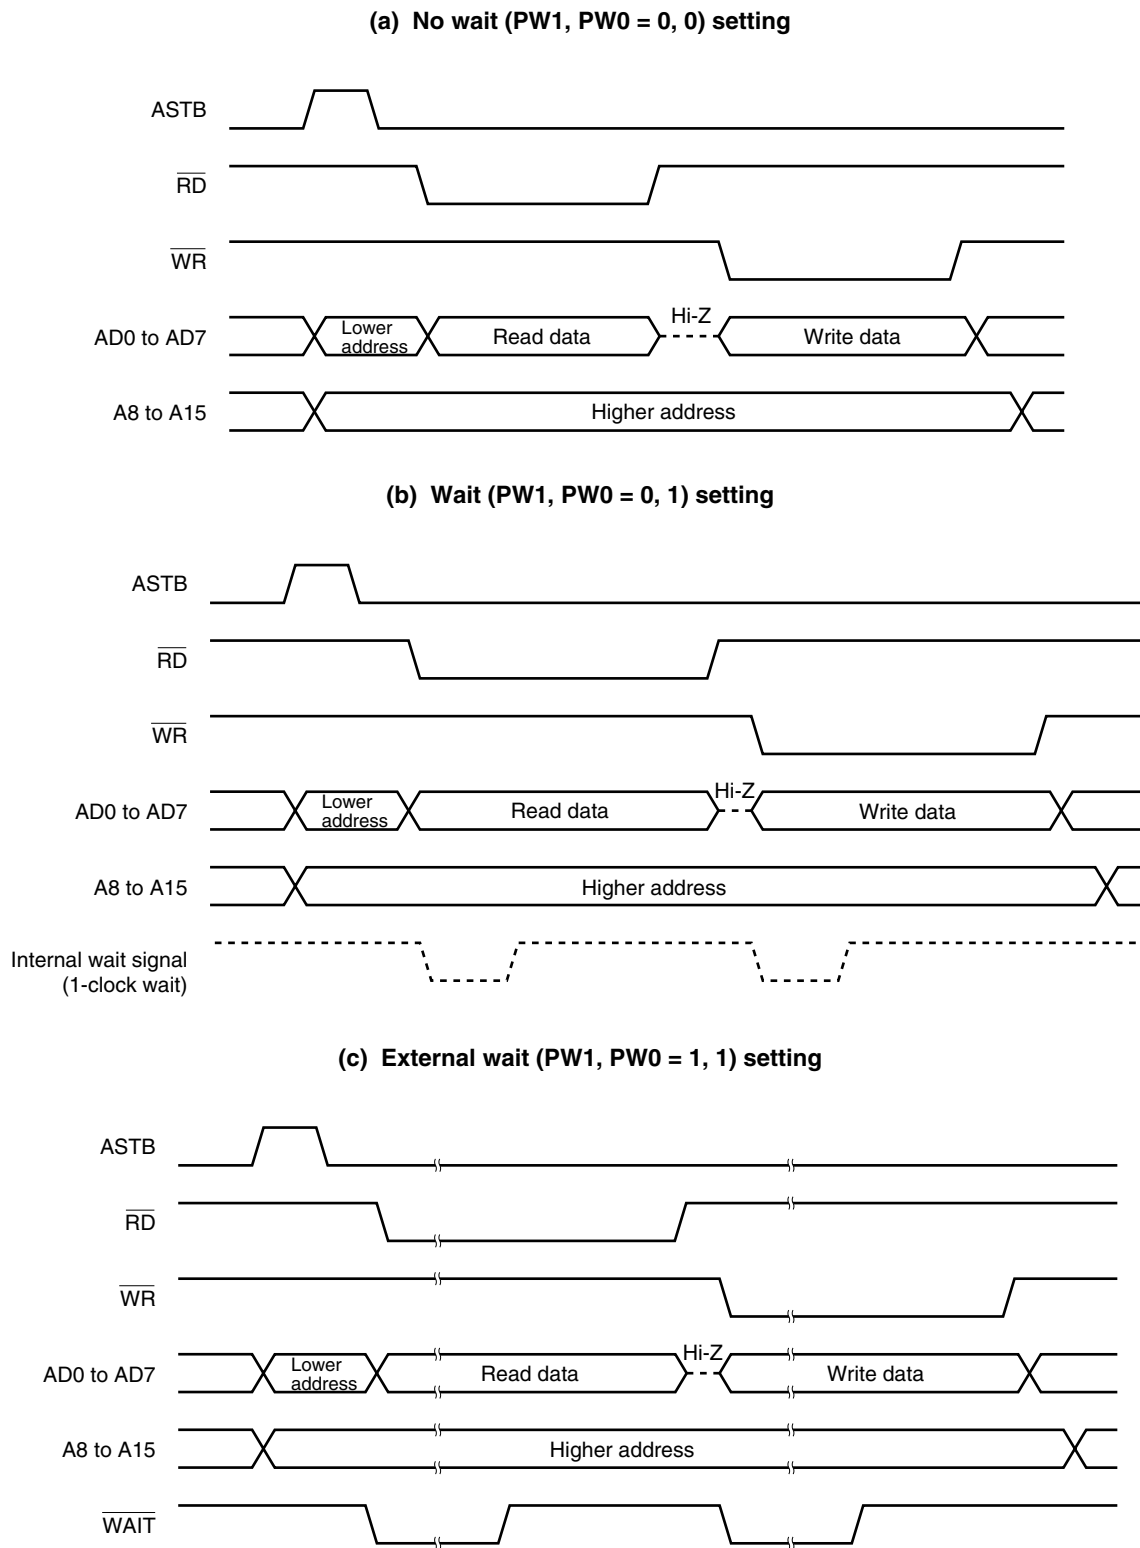 (a) No wait (PW1, PW0 = 0, 0) setting
ASTB
RD
WR
Hi-Z
AD0 to AD7
Lower
address
Read data
Write data
A8 to A15
Higher address
(b) Wait (PW1, PW0 = 0, 1) setting
ASTB
RD
WR
Hi-Z
AD0 to AD7
Lower
address
Read data
Write data
A8 to A15
Higher address
Internal wait signal
(1-clock wait)
(c) External wait (PW1, PW0 = 1, 1) setting
ASTB
RD
WR
Hi-Z
AD0 to AD7
Lower
address
Read data
Write data
A8 to A15
Higher address
WAIT